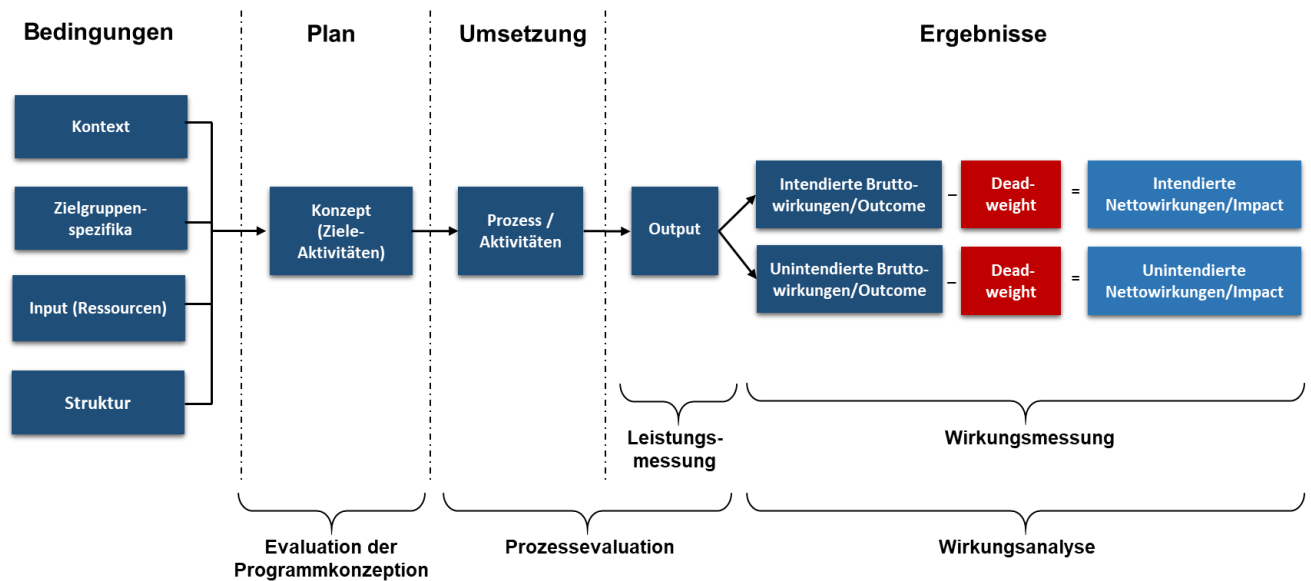 Bedingungen
Plan
Umsetzung
Ergebnisse
Kontext
Zielgruppen-
spezifika
Input (Ressourcen)
Struktur
Konzept
(Ziele-
Aktivitäten)
Prozess /
Aktivitäten
Output
Intendierte Brutto-
wirkungen/Outcome
–
Dead-
weight
=
Intendierte
Nettowirkungen/Impact
Unintendierte Brutto-
wirkungen/Outcome
–
Dead-
weight
=
Unintendierte
Nettowirkungen/Impact
Leistungs-
messung
Wirkungsmessung
Evaluation der
Programmkonzeption
Prozessevaluation
Wirkungsanalyse